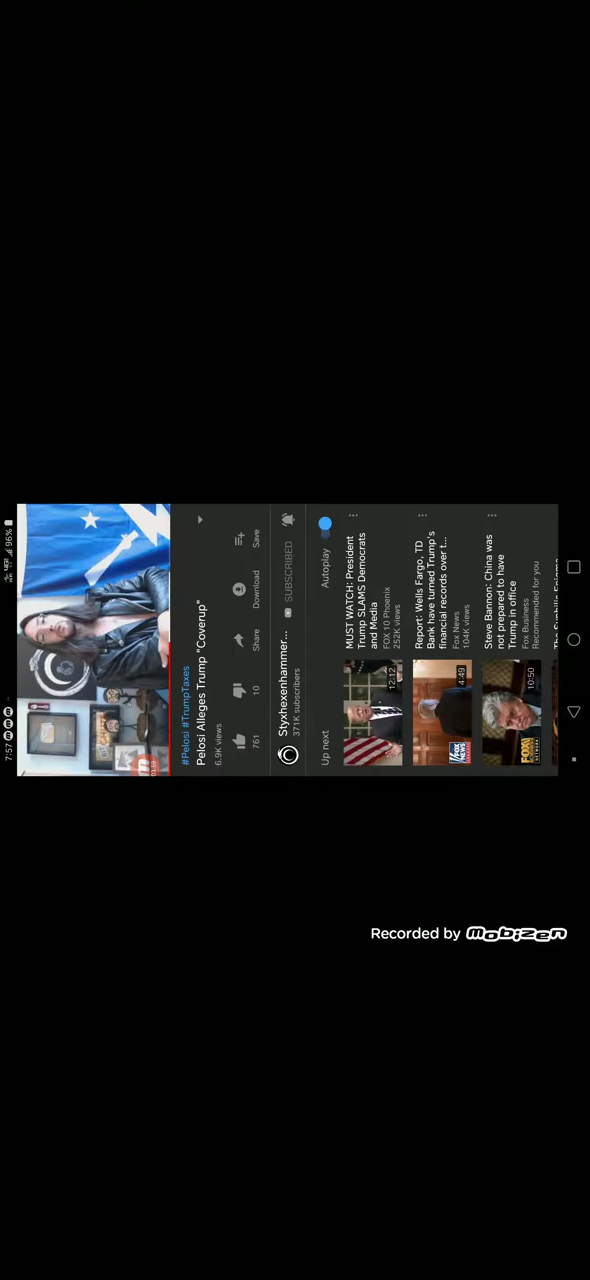 7:57
96%
#Pelosi #TrumpTaxes
Pelosi Alleges Trump "Coverup"
6.9K views
761
10
Share
Download
Save
Styxhexenhammer...
371K subscribers
SUBSCRIBED
Up next
Autoplay
12:12
MUST WATCH: President
Trump SLAMS Democrats
and Media
FOX 10 Phoenix
252K views
4:49
FOX
NEWS
Report: Wells Fargo, TD
Bank have turned Trump's
financial records over t...
Fox News
104K views
10:50
FOX
NETWORK
Steve Bannon: China was
not prepared to have
Trump in office
Fox Business
Recommended for you
Recorded by mobizen